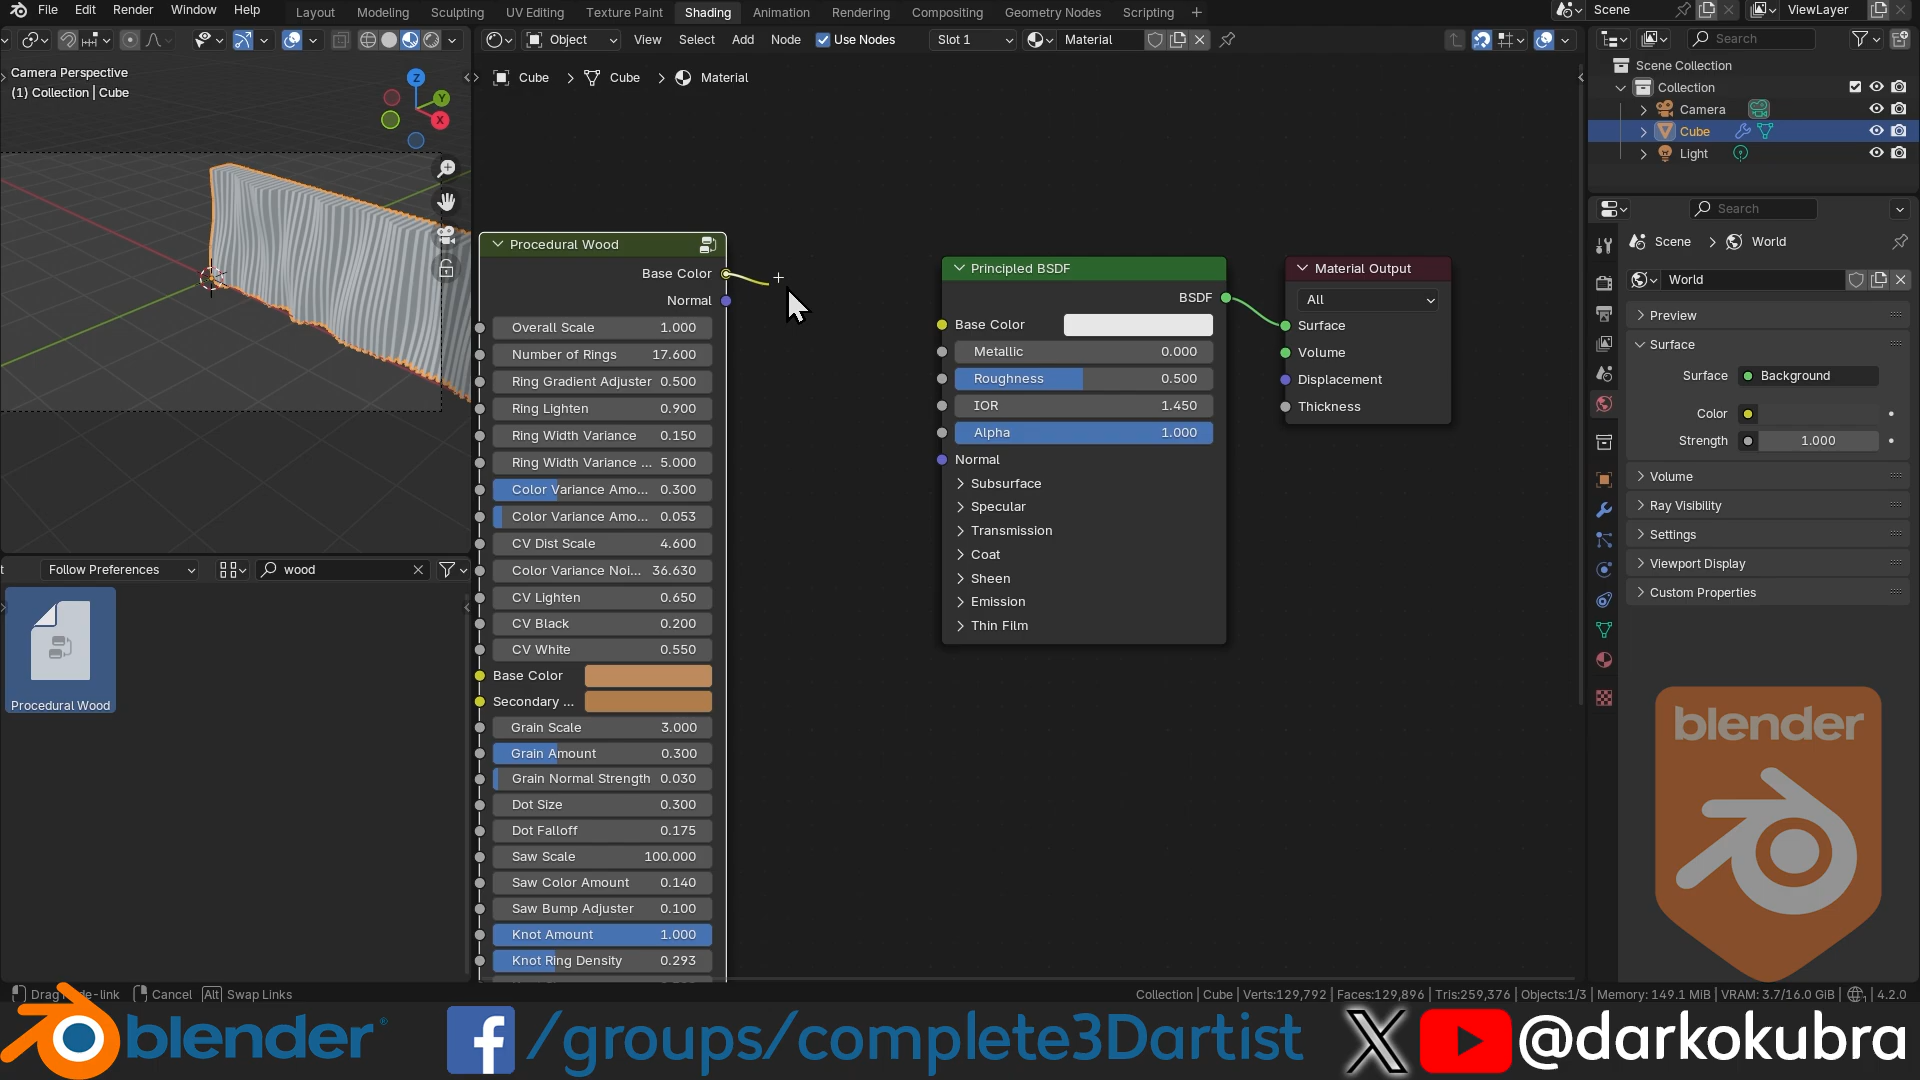 File Edit Render Window Help Layout Modeling Sculpting UV Editing Texture Paint Shading Animation Rendering Compositing Geometry Nodes Scripting + Scene ViewLayer
Object View Select Add Node Use Nodes Slot 1 Material Search
Camera Perspective
(1) Collection | Cube
Z
Y
X
Cube > Cube > Material
Procedural Wood
Base Color
Normal
Overall Scale 1.000
Number of Rings 17.600
Ring Gradient Adjuster 0.500
Ring Lighten 0.900
Ring Width Variance 0.150
Ring Width Variance ... 5.000
Color Variance Amo... 0.300
Color Variance Amo... 0.053
CV Dist Scale 4.600
Color Variance Noi... 36.630
CV Lighten 0.650
CV Black 0.200
CV White 0.550
Base Color
Secondary ...
Grain Scale 3.000
Grain Amount 0.300
Grain Normal Strength 0.030
Dot Size 0.300
Dot Falloff 0.175
Saw Scale 100.000
Saw Color Amount 0.140
Saw Bump Adjuster 0.100
Knot Amount 1.000
Knot Ring Density 0.293
Principled BSDF
BSDF
Base Color
Metallic 0.000
Roughness 0.500
IOR 1.450
Alpha 1.000
Normal
Subsurface
Specular
Transmission
Coat
Sheen
Emission
Thin Film
Material Output
All
Surface
Volume
Displacement
Thickness
Scene Collection
Collection
Camera
Cube
Light
Search
Scene > World
World
Preview
Surface
Surface Background
Color
Strength 1.000
Volume
Ray Visibility
Settings
Viewport Display
Custom Properties
blender
t Follow Preferences wood
Procedural Wood
Cancel Alt Swap Links
Collection | Cube | Verts:129,792 | Faces:129,896 | Tris:259,376 | Objects:1/3 | Memory: 149.1 MiB | VRAM: 3.7/16.0 GiB | 4.2.0
blender® f /groups/complete3Dartist X @darkokubra